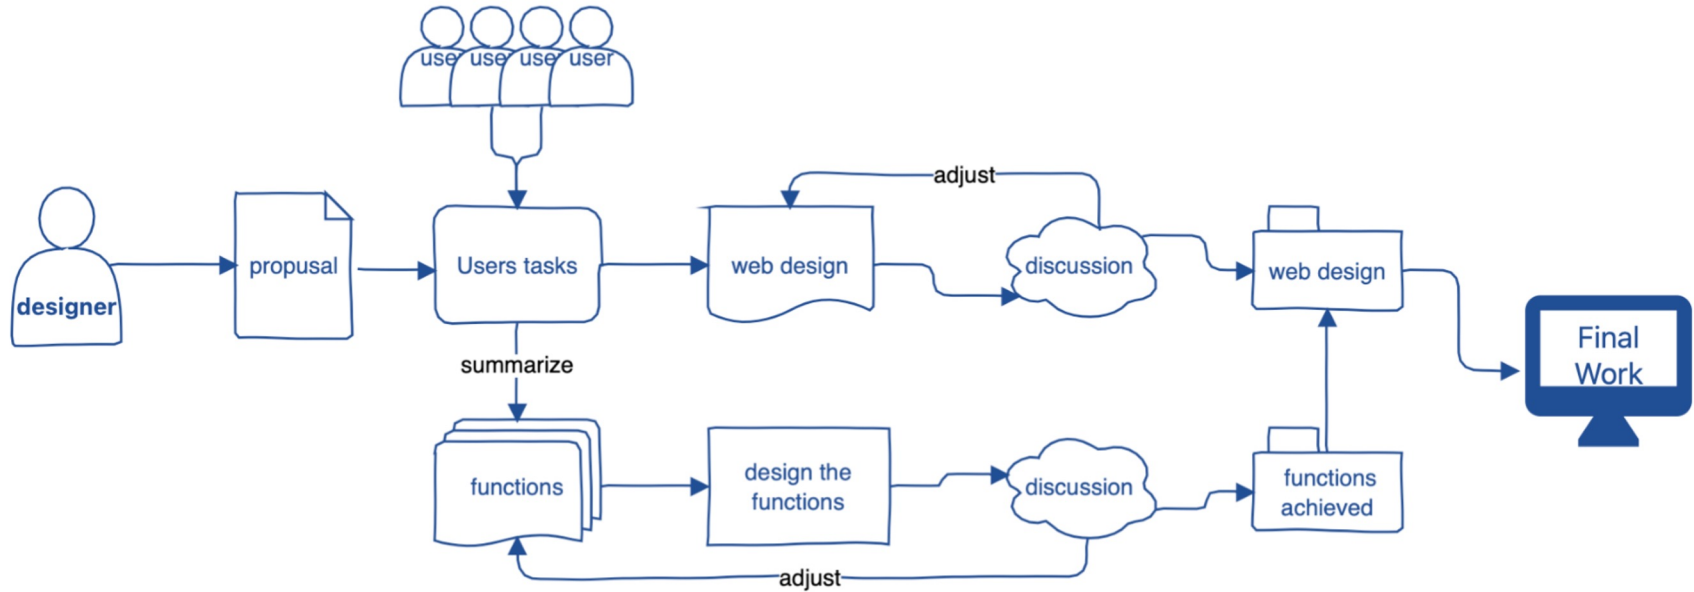 use use use user
adjust
designer
propusal
Users tasks
web design
discussion
web design
summarize
Final
Work
functions
design the
functions
discussion
functions
achieved
adjust